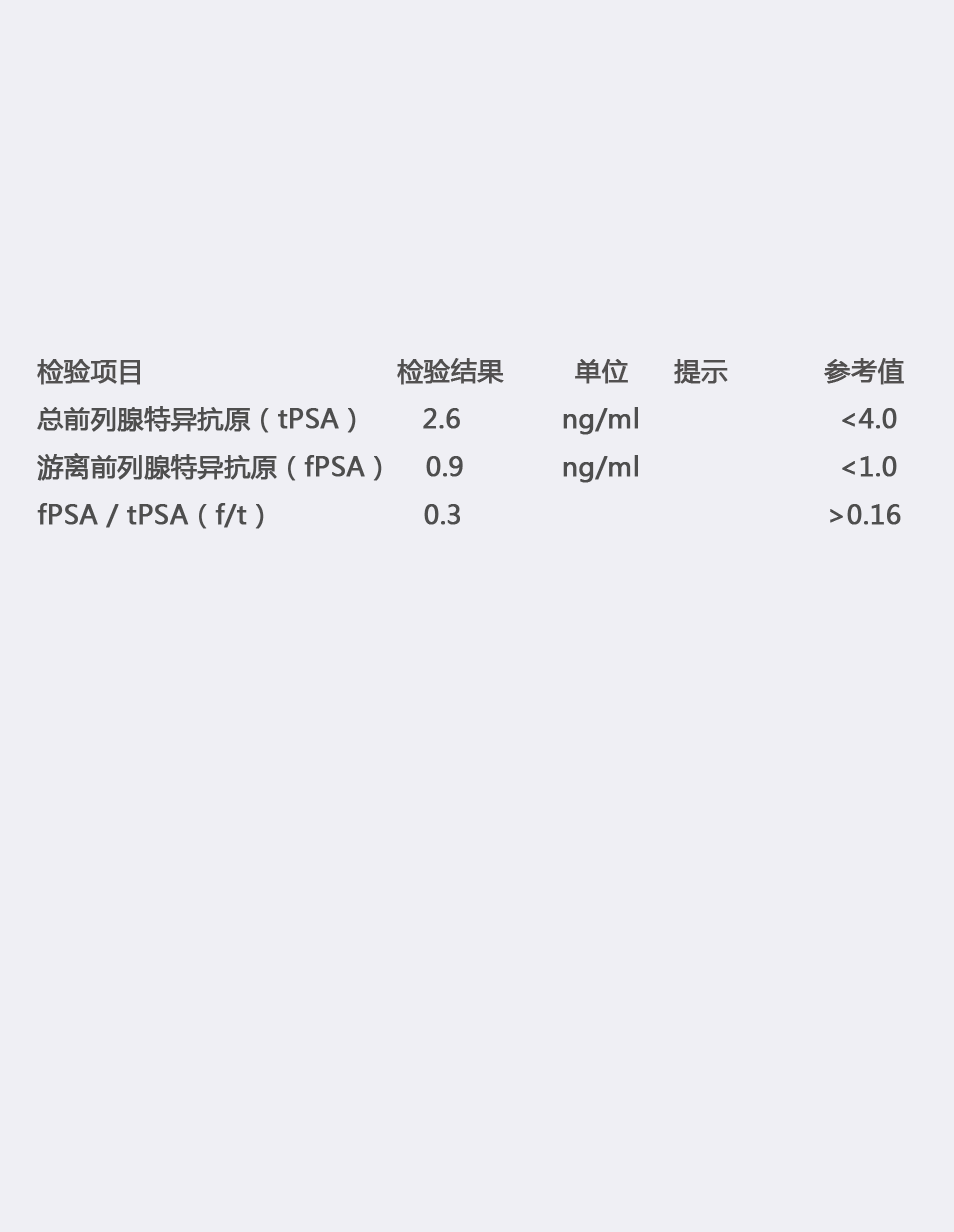 检验项目 检验结果 单位 提示 参考值
总前列腺特异抗原（tPSA） 2.6 ng/ml <4.0
游离前列腺特异抗原（fPSA） 0.9 ng/ml <1.0
fPSA / tPSA（f/t） 0.3 >0.16